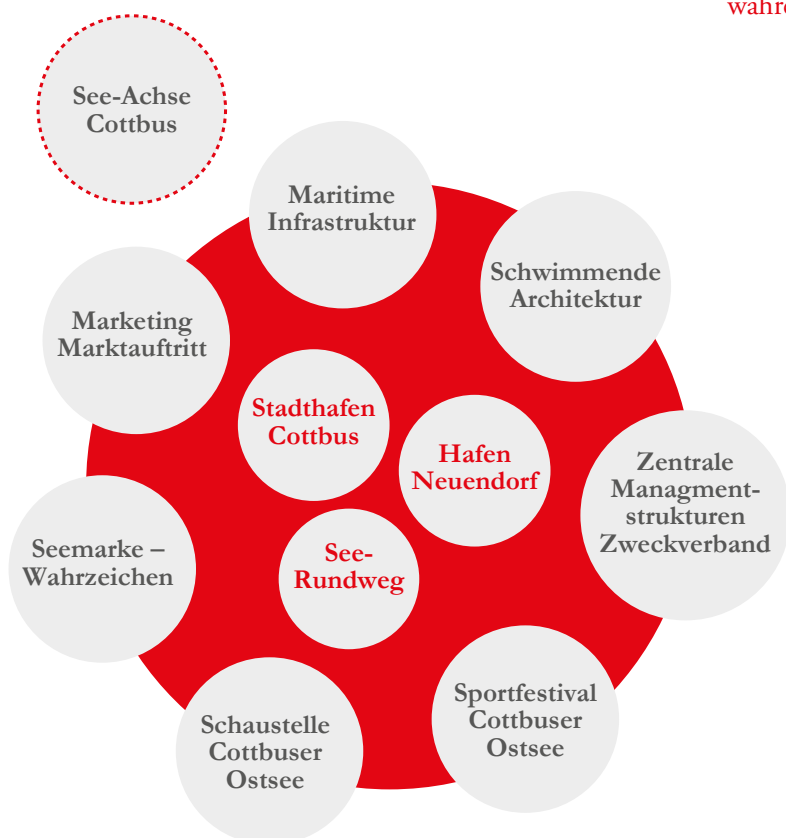 wahre
See-Achse
Cottbus
Maritime
Infrastruktur
Schwimmende
Architektur
Marketing
Marktauftritt
Stadthafen
Cottbus
Hafen
Neuendorf
Zentrale
Managment-
strukturen
Zweckverband
Seemarke –
Wahrzeichen
See-
Rundweg
Sportfestival
Cottbuser
Ostsee
Schaustelle
Cottbuser
Ostsee